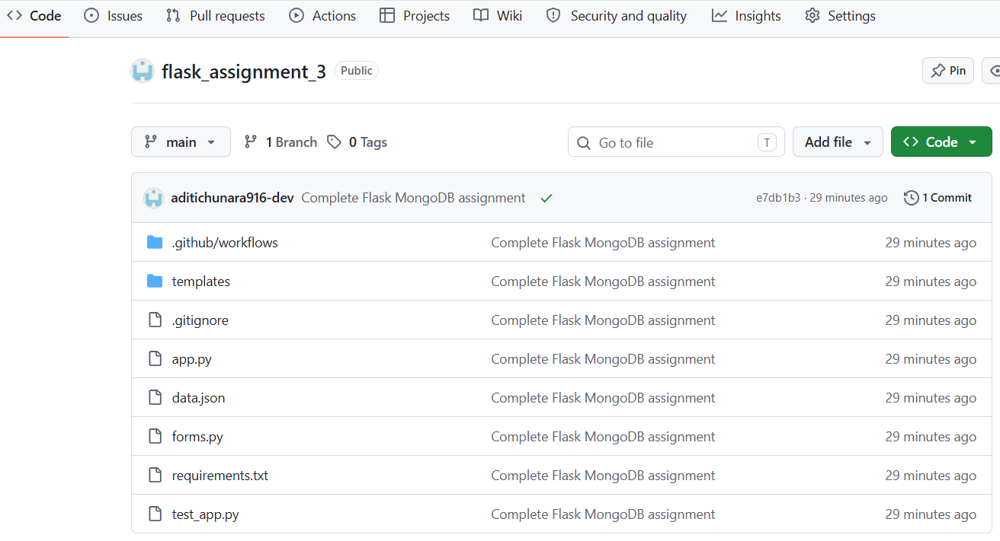 Code Issues Pull requests Actions Projects Wiki Security and quality Insights Settings
flask_assignment_3 Public Pin
main 1 Branch 0 Tags Go to file T Add file Code
aditichunara916-dev Complete Flask MongoDB assignment e7db1b3 · 29 minutes ago 1 Commit
.github/workflows Complete Flask MongoDB assignment 29 minutes ago
templates Complete Flask MongoDB assignment 29 minutes ago
.gitignore Complete Flask MongoDB assignment 29 minutes ago
app.py Complete Flask MongoDB assignment 29 minutes ago
data.json Complete Flask MongoDB assignment 29 minutes ago
forms.py Complete Flask MongoDB assignment 29 minutes ago
requirements.txt Complete Flask MongoDB assignment 29 minutes ago
test_app.py Complete Flask MongoDB assignment 29 minutes ago